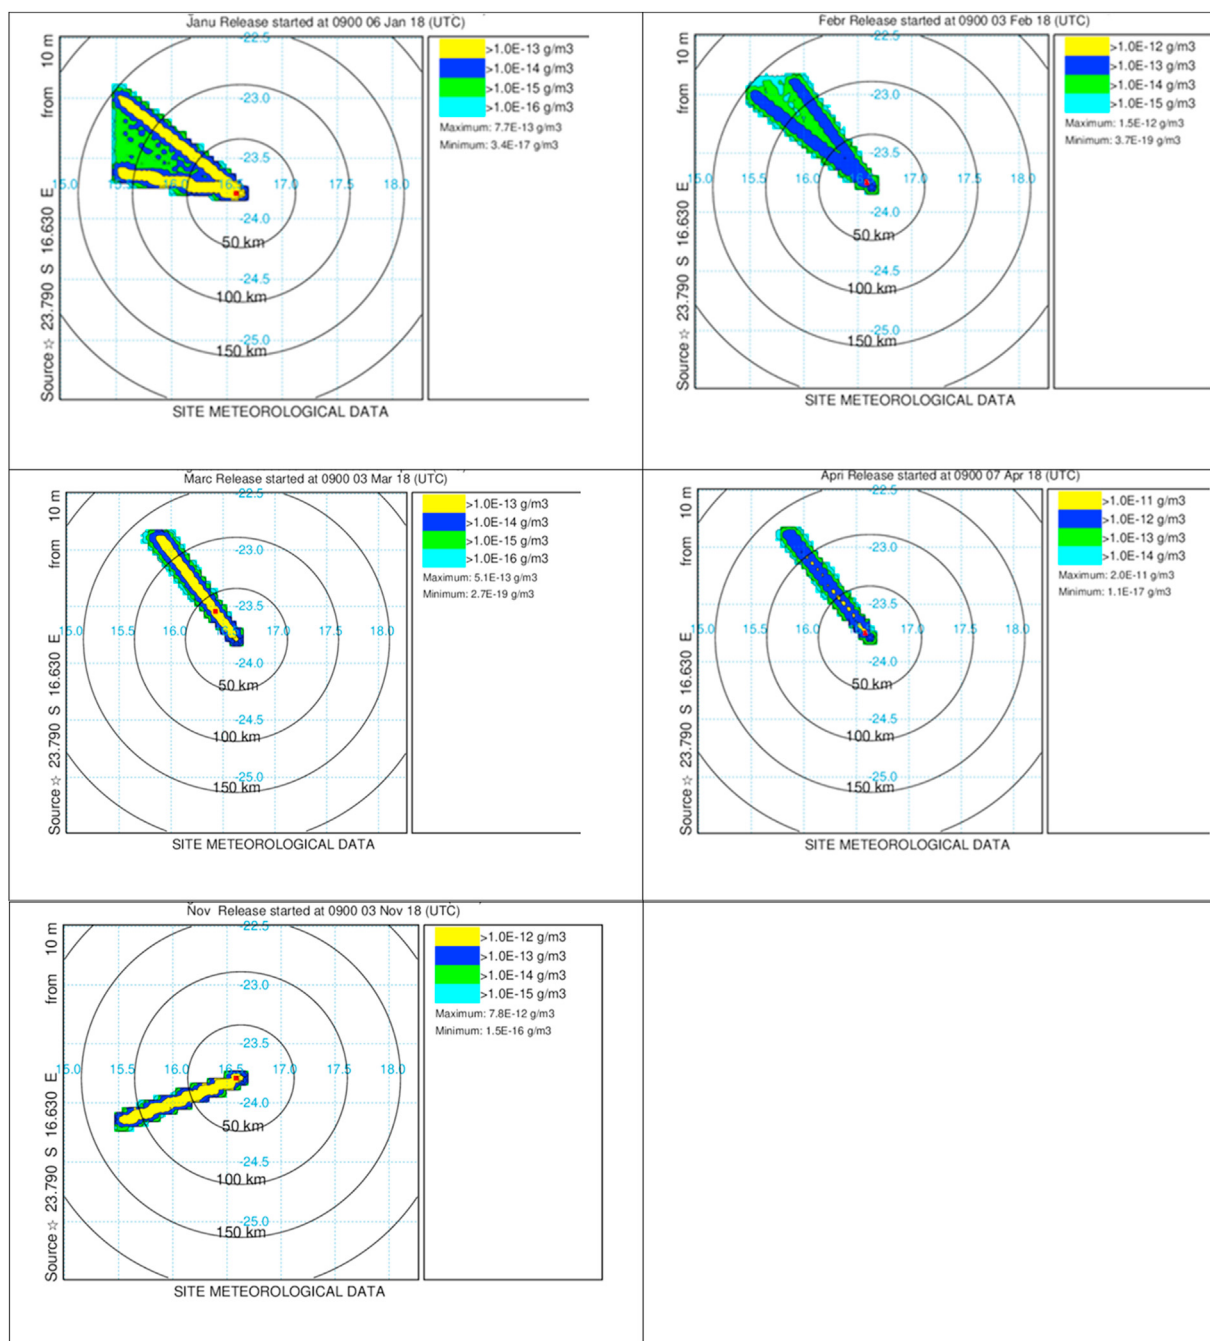 Janu Release started at 0900 06 Jan 18 (UTC)
Source ☆ 23.790 S 16.630 E from 10 m
-22.5
-23.0
-23.5
15.0 15.5 16.0 16.5 17.0 17.5 18.0
-24.0
50 km
-24.5
100 km
-25.0
150 km
SITE METEOROLOGICAL DATA
>1.0E-13 g/m3
>1.0E-14 g/m3
>1.0E-15 g/m3
>1.0E-16 g/m3
Maximum: 7.7E-13 g/m3
Minimum: 3.4E-17 g/m3
Febr Release started at 0900 03 Feb 18 (UTC)
Source ☆ 23.790 S 16.630 E from 10 m
-22.5
-23.0
-23.5
15.0 15.5 16.0 16.5 17.0 17.5 18.0
-24.0
50 km
-24.5
100 km
-25.0
150 km
SITE METEOROLOGICAL DATA
>1.0E-12 g/m3
>1.0E-13 g/m3
>1.0E-14 g/m3
>1.0E-15 g/m3
Maximum: 1.5E-12 g/m3
Minimum: 3.7E-19 g/m3
Marc Release started at 0900 03 Mar 18 (UTC)
Source ☆ 23.790 S 16.630 E from 10 m
-22.5
-23.0
-23.5
15.0 15.5 16.0 16.5 17.0 17.5 18.0
-24.0
50 km
-24.5
100 km
-25.0
150 km
SITE METEOROLOGICAL DATA
>1.0E-13 g/m3
>1.0E-14 g/m3
>1.0E-15 g/m3
>1.0E-16 g/m3
Maximum: 5.1E-13 g/m3
Minimum: 2.7E-19 g/m3
Apri Release started at 0900 07 Apr 18 (UTC)
Source ☆ 23.790 S 16.630 E from 10 m
-22.5
-23.0
-23.5
15.0 15.5 16.0 16.5 17.0 17.5 18.0
-24.0
50 km
-24.5
100 km
-25.0
150 km
SITE METEOROLOGICAL DATA
>1.0E-11 g/m3
>1.0E-12 g/m3
>1.0E-13 g/m3
>1.0E-14 g/m3
Maximum: 2.0E-11 g/m3
Minimum: 1.1E-17 g/m3
Nov Release started at 0900 03 Nov 18 (UTC)
Source ☆ 23.790 S 16.630 E from 10 m
-22.5
-23.0
-23.5
15.0 15.5 16.0 16.5 17.0 17.5 18.0
-24.0
50 km
-24.5
100 km
-25.0
150 km
SITE METEOROLOGICAL DATA
>1.0E-12 g/m3
>1.0E-13 g/m3
>1.0E-14 g/m3
>1.0E-15 g/m3
Maximum: 7.8E-12 g/m3
Minimum: 1.5E-16 g/m3